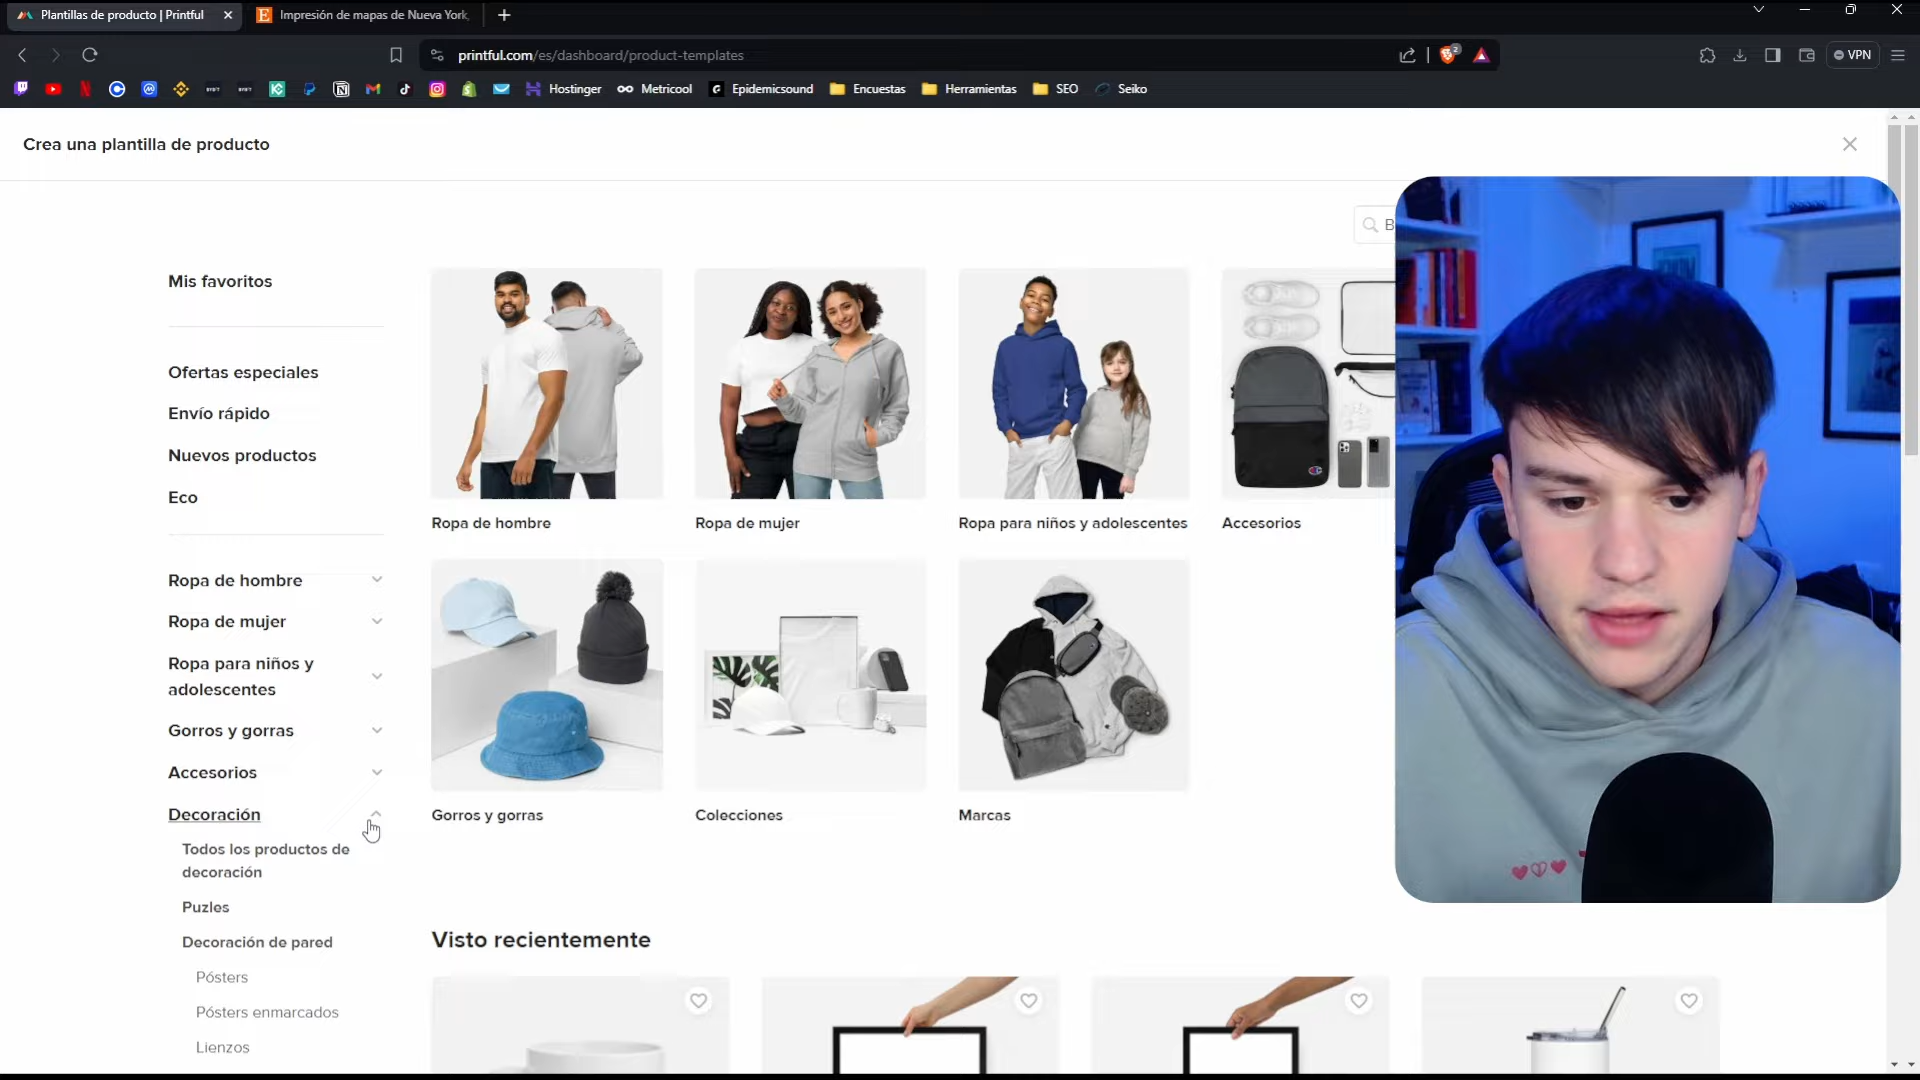 Plantillas de producto | Printful
Impresión de mapas de Nueva York,
printful.com/es/dashboard/product-templates
2
VPN
Hostinger
Metricool
Epidemicsound
Encuestas
Herramientas
SEO
Seiko
Crea una plantilla de producto
B
Mis favoritos
Ofertas especiales
Envío rápido
Nuevos productos
Eco
Ropa de hombre
Ropa de mujer
Ropa para niños y
adolescentes
Gorros y gorras
Accesorios
Decoración
Todos los productos de
decoración
Puzles
Decoración de pared
Pósters
Pósters enmarcados
Lienzos
Ropa de hombre
Ropa de mujer
Ropa para niños y adolescentes
Accesorios
Gorros y gorras
Colecciones
Marcas
Visto recientemente